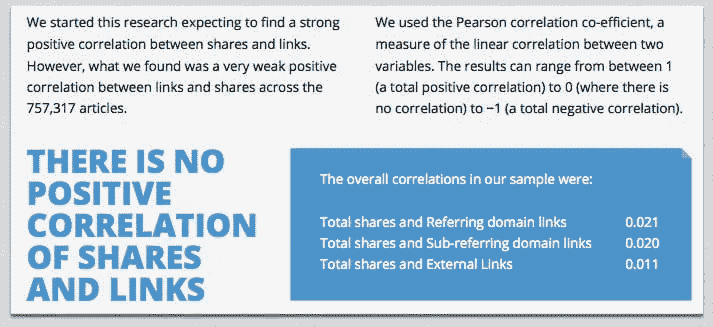 We started this research expecting to find a strong
positive correlation between shares and links.
However, what we found was a very weak positive
correlation between links and shares across the
757,317 articles.
We used the Pearson correlation co-efficient, a
measure of the linear correlation between two
variables. The results can range from between 1
(a total positive correlation) to 0 (where there is
no correlation) to −1 (a total negative correlation).
THERE IS NO
POSITIVE
CORRELATION
OF SHARES
AND LINKS
The overall correlations in our sample were:
Total shares and Referring domain links 0.021
Total shares and Sub-referring domain links 0.020
Total shares and External Links 0.011